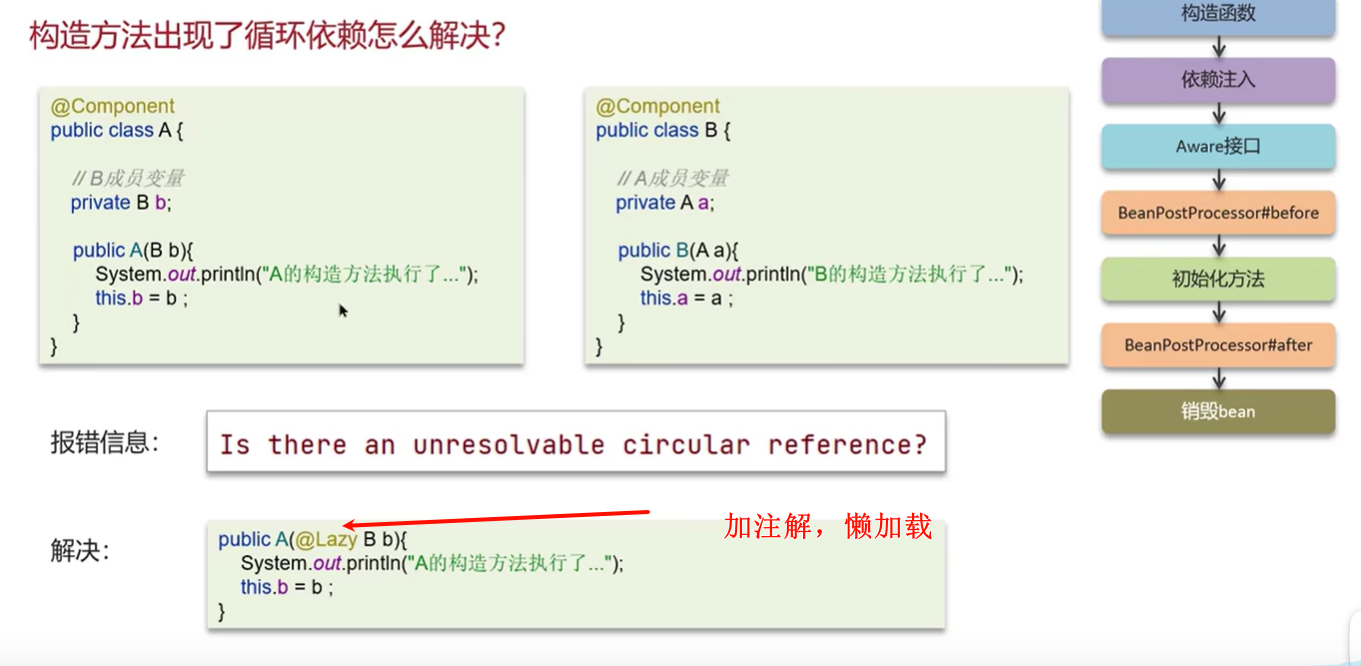 构造方法出现了循环依赖怎么解决?
@Component
public class A {
// B成员变量
private B b;
public A(B b){
System.out.println("A的构造方法执行了...");
this.b = b ;
}
}
@Component
public class B {
// A成员变量
private A a;
public B(A a){
System.out.println("B的构造方法执行了...");
this.a = a ;
}
}
报错信息:
Is there an unresolvable circular reference?
解决:
public A(@Lazy B b){
System.out.println("A的构造方法执行了...");
this.b = b ;
}
加注解，懒加载
构造函数
依赖注入
Aware接口
BeanPostProcessor#before
初始化方法
BeanPostProcessor#after
销毁bean